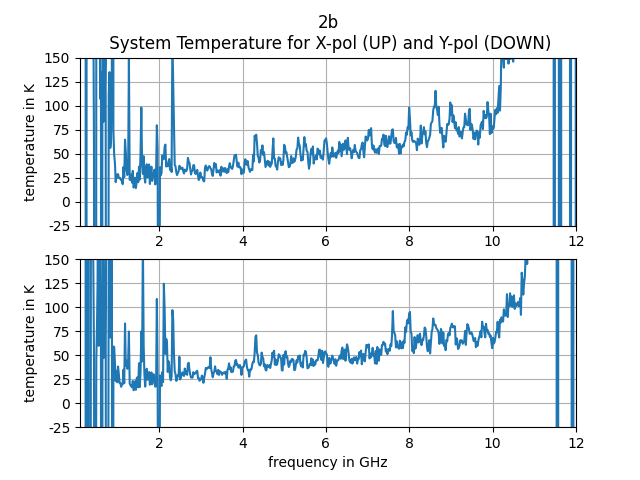 2b
System Temperature for X-pol (UP) and Y-pol (DOWN)
temperature in K
150
125
100
75
50
25
0
-25
2 4 6 8 10 12
temperature in K
150
125
100
75
50
25
0
-25
2 4 6 8 10 12
frequency in GHz